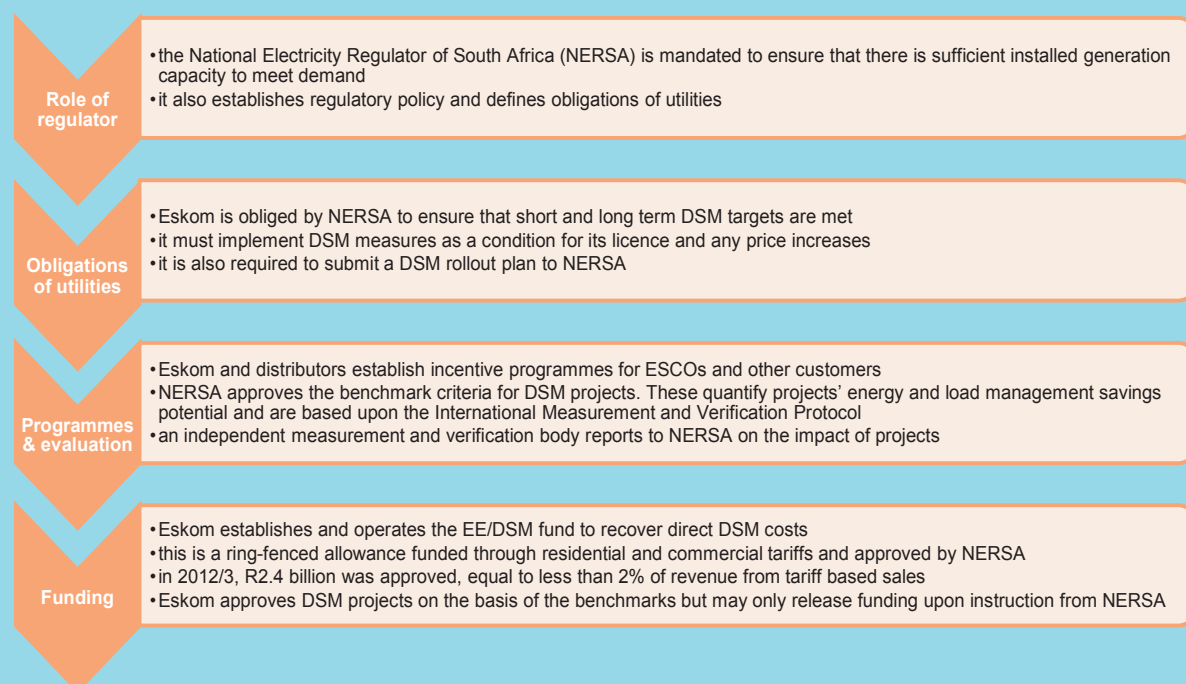 Role of
regulator
•the National Electricity Regulator of South Africa (NERSA) is mandated to ensure that there is sufficient installed generation
capacity to meet demand
•it also establishes regulatory policy and defines obligations of utilities
Obligations
of utilities
•Eskom is obliged by NERSA to ensure that short and long term DSM targets are met
•it must implement DSM measures as a condition for its licence and any price increases
•it is also required to submit a DSM rollout plan to NERSA
Programmes
& evaluation
•Eskom and distributors establish incentive programmes for ESCOs and other customers
•NERSA approves the benchmark criteria for DSM projects. These quantify projects' energy and load management savings
potential and are based upon the International Measurement and Verification Protocol
•an independent measurement and verification body reports to NERSA on the impact of projects
Funding
•Eskom establishes and operates the EE/DSM fund to recover direct DSM costs
•this is a ring-fenced allowance funded through residential and commercial tariffs and approved by NERSA
•in 2012/3, R2.4 billion was approved, equal to less than 2% of revenue from tariff based sales
•Eskom approves DSM projects on the basis of the benchmarks but may only release funding upon instruction from NERSA